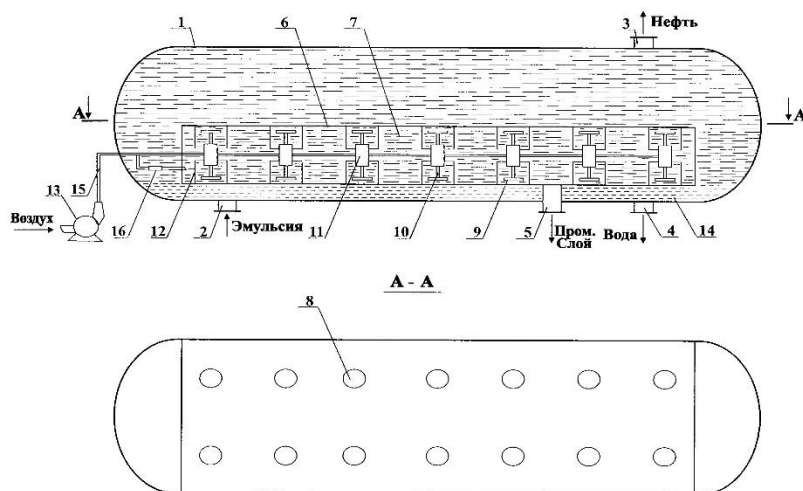 1
6
7
3
Нефть
А
А
13
15
Воздух
16
12
2
Эмульсия
11
10
9
5
Пром.
Слой
Вода
4
14
А - А
8